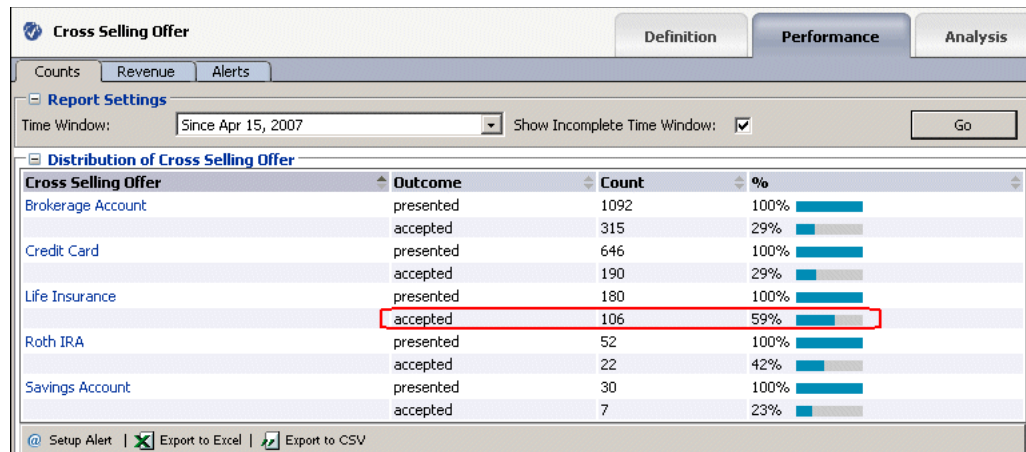 Cross Selling Offer Definition Performance Analysis
Counts Revenue Alerts
Report Settings
Time Window: Since Apr 15, 2007 Show Incomplete Time Window: Go
Distribution of Cross Selling Offer
Cross Selling Offer Outcome Count %
Brokerage Account presented 1092 100%
accepted 315 29%
Credit Card presented 646 100%
accepted 190 29%
Life Insurance presented 180 100%
accepted 106 59%
Roth IRA presented 52 100%
accepted 22 42%
Savings Account presented 30 100%
accepted 7 23%
@ Setup Alert | Export to Excel | Export to CSV